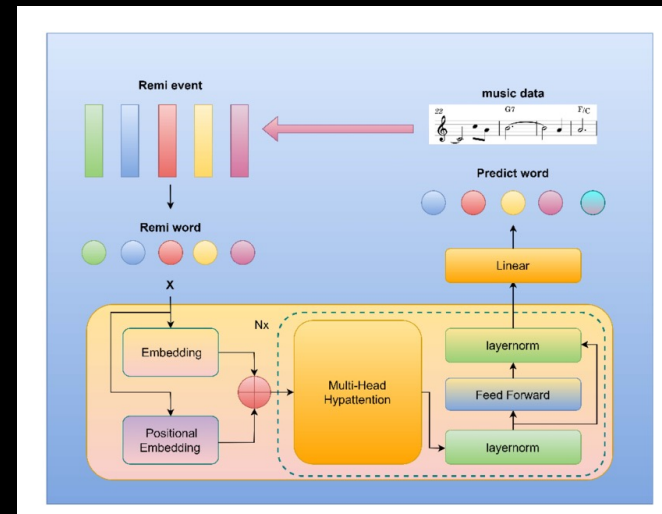 Remi event
music data
22
G7
F/C
Predict word
Remi word
Linear
X
Nx
Embedding
Multi-Head
Hypattention
layernorm
Feed Forward
Positional
Embedding
layernorm